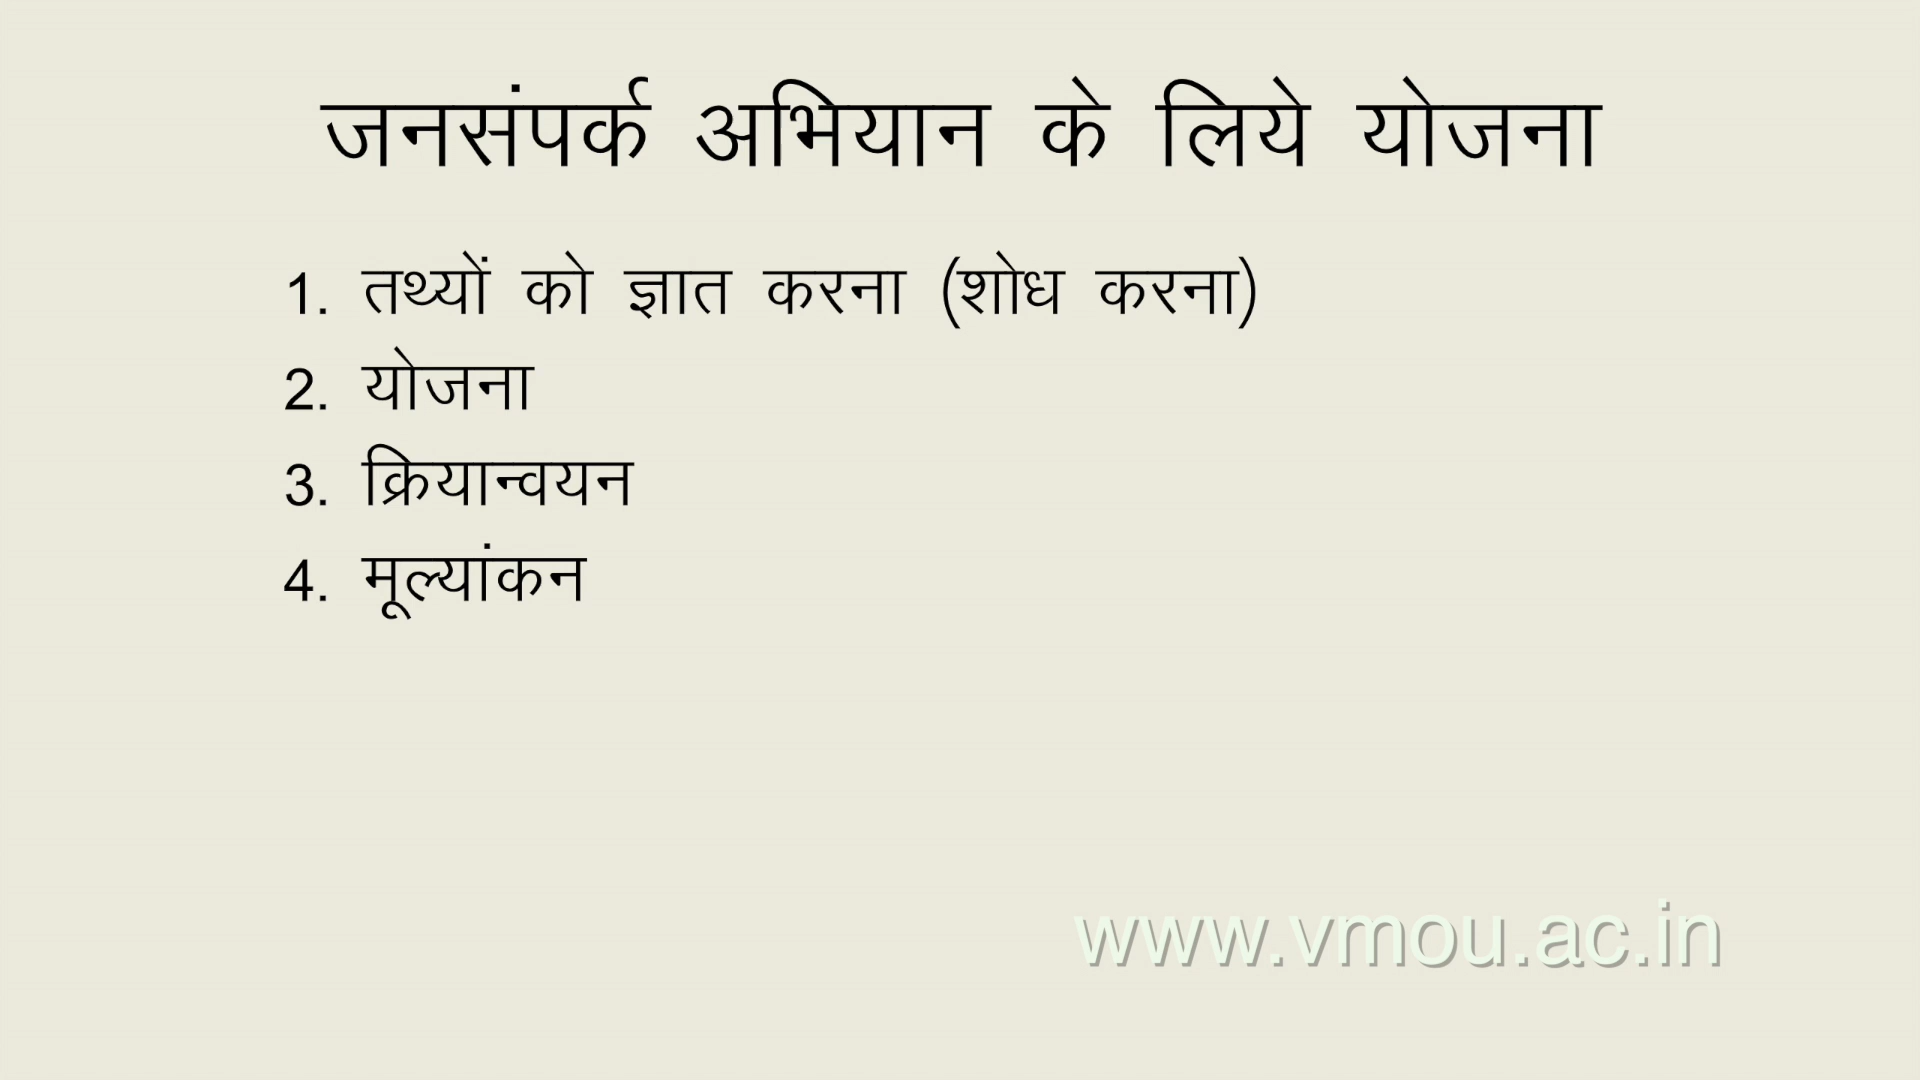 जनसंपर्क अभियान के लिये योजना
1. तथ्यों को ज्ञात करना (शोध करना)
2. योजना
3. क्रियान्वयन
4. मूल्यांकन
www.vmou.ac.in